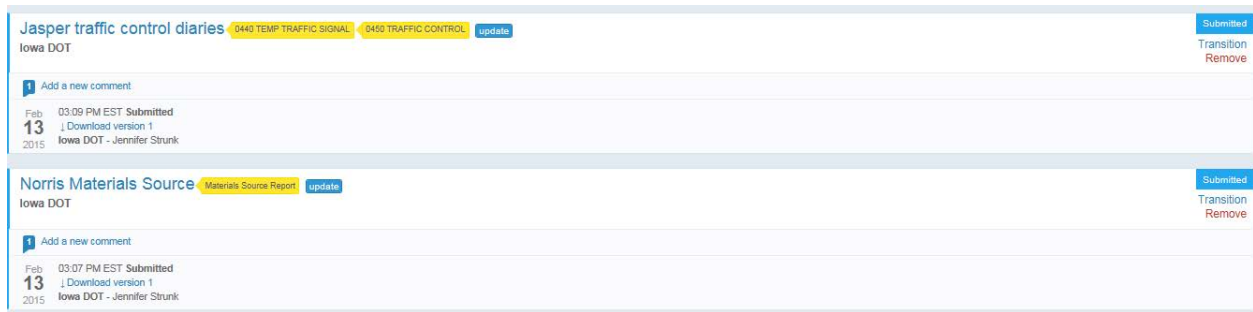 Jasper traffic control diaries 0440 TEMP TRAFFIC SIGNAL 0450 TRAFFIC CONTROL update Submitted
Iowa DOT Transition
Remove
1 Add a new comment
Feb 03:09 PM EST Submitted
13 ↓ Download version 1
2015 Iowa DOT - Jennifer Strunk
Norris Materials Source Materials Source Report update Submitted
Iowa DOT Transition
Remove
1 Add a new comment
Feb 03:07 PM EST Submitted
13 ↓ Download version 1
2015 Iowa DOT - Jennifer Strunk